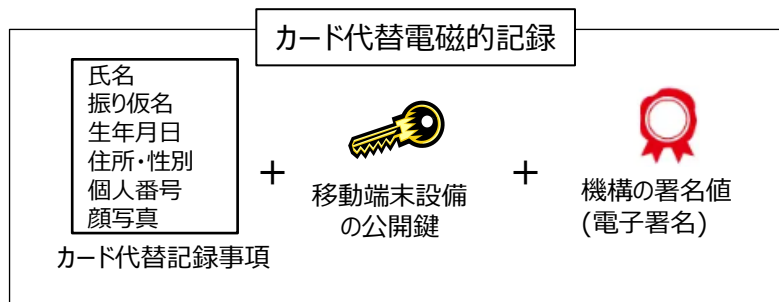 カード代替電磁的記録
氏名
振り仮名
生年月日
住所・性別
個人番号
顔写真
カード代替記録事項
+
移動端末設備
の公開鍵
+
機構の署名値
(電子署名)